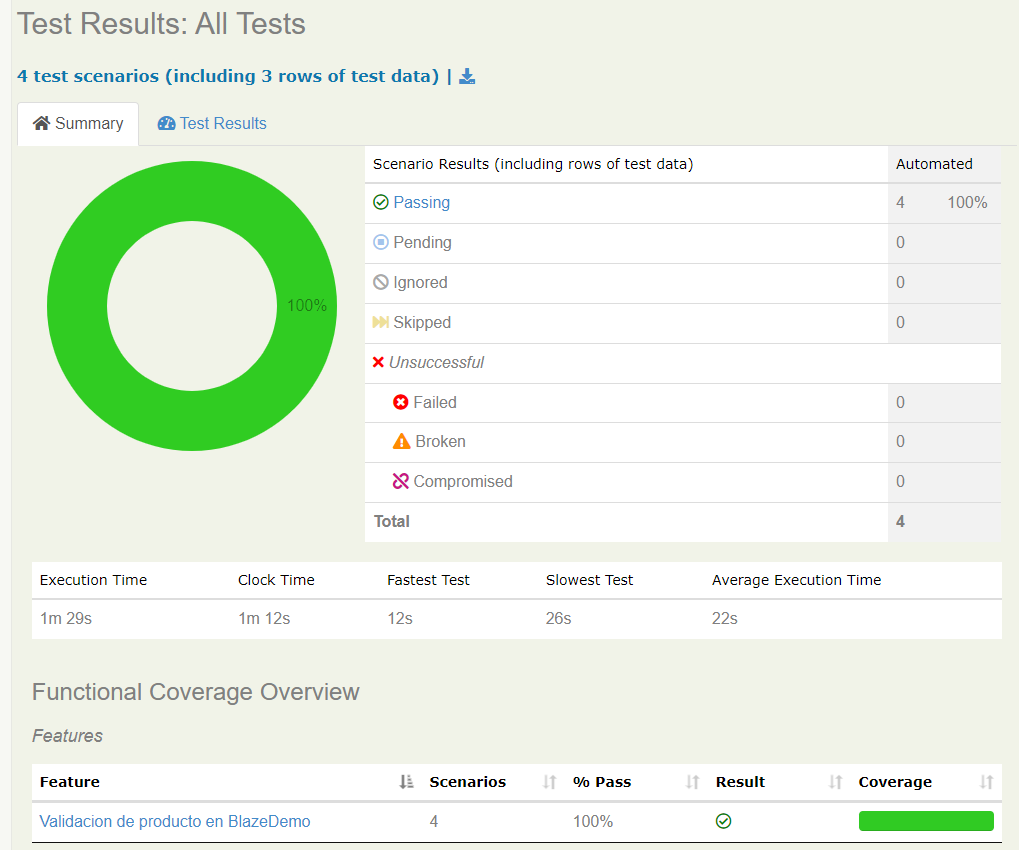 Test Results: All Tests
4 test scenarios (including 3 rows of test data) |
Summary Test Results
100%
Scenario Results (including rows of test data) Automated
Passing 4 100%
Pending 0
Ignored 0
Skipped 0
Unsuccessful
Failed 0
Broken 0
Compromised 0
Total 4
Execution Time Clock Time Fastest Test Slowest Test Average Execution Time
1m 29s 1m 12s 12s 26s 22s
Functional Coverage Overview
Features
Feature Scenarios % Pass Result Coverage
Validacion de producto en BlazeDemo 4 100%